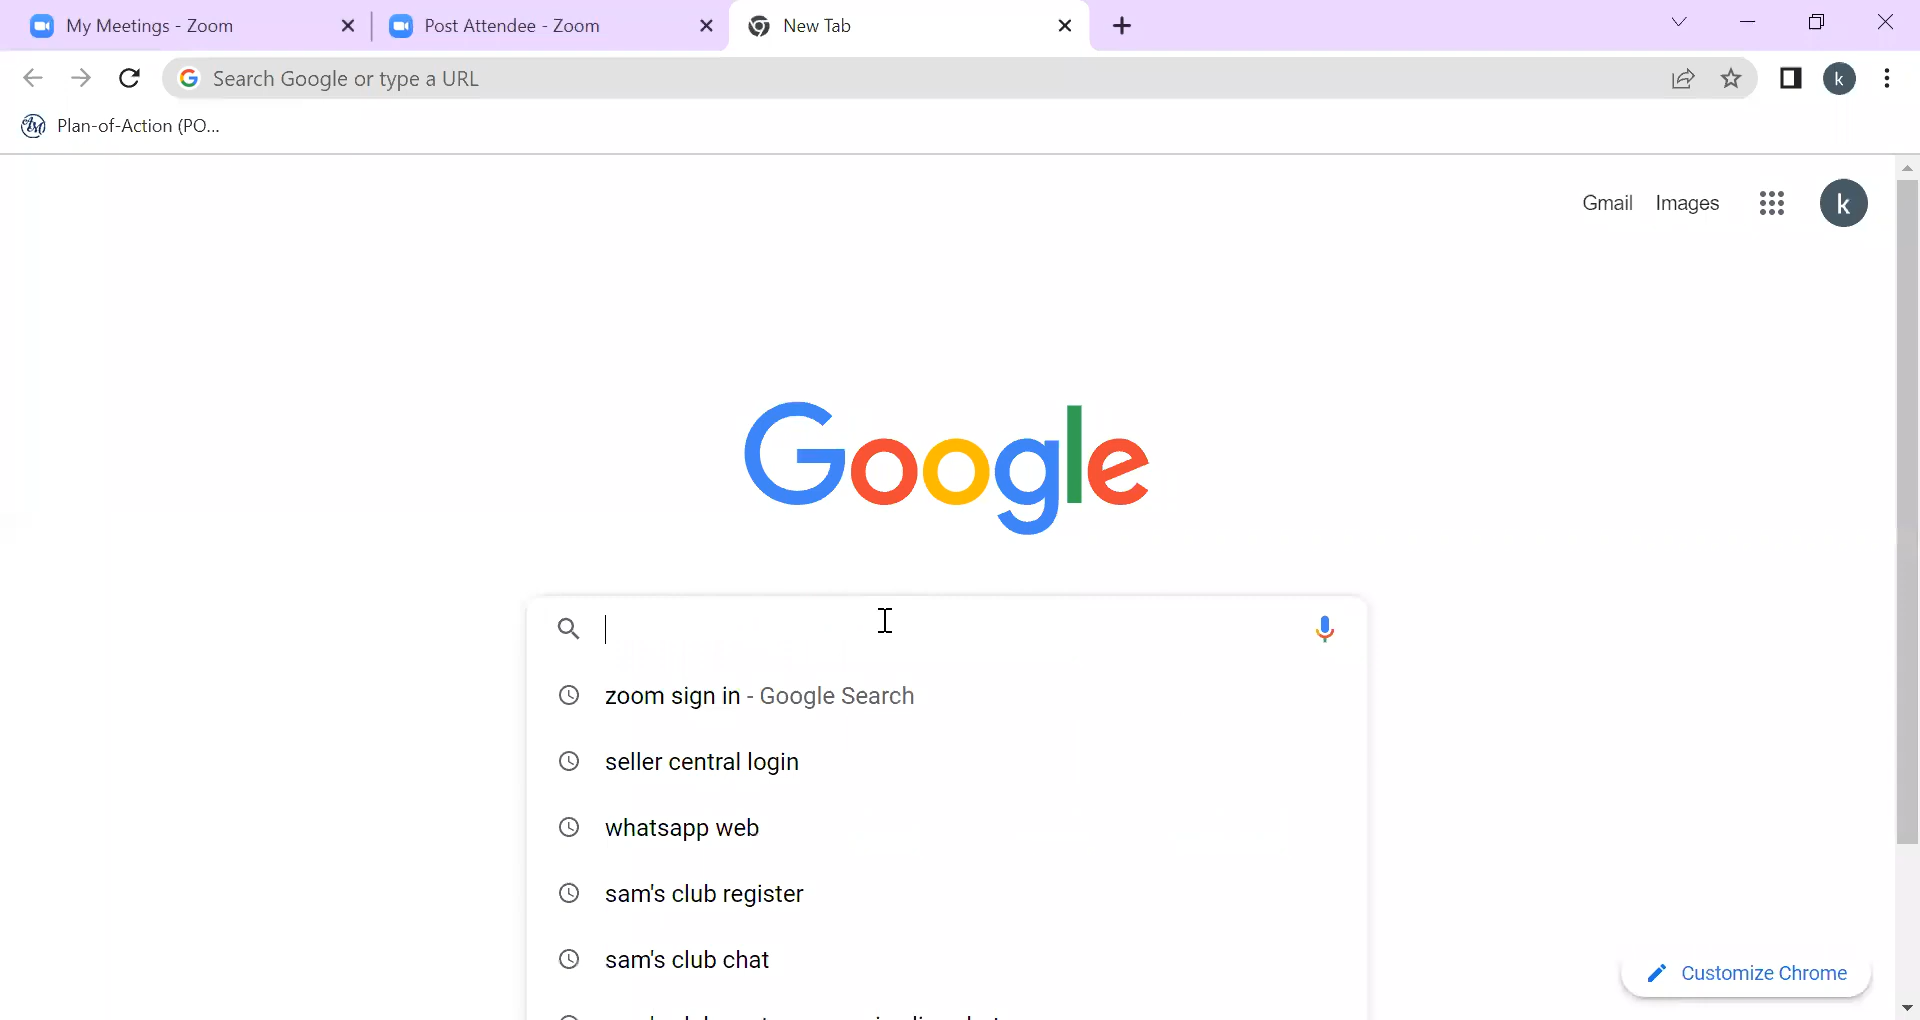 My Meetings - Zoom
Post Attendee - Zoom
New Tab
Search Google or type a URL
k
Plan-of-Action (PO...
Gmail
Images
k
Google
zoom sign in - Google Search
seller central login
whatsapp web
sam's club register
sam's club chat
Customize Chrome